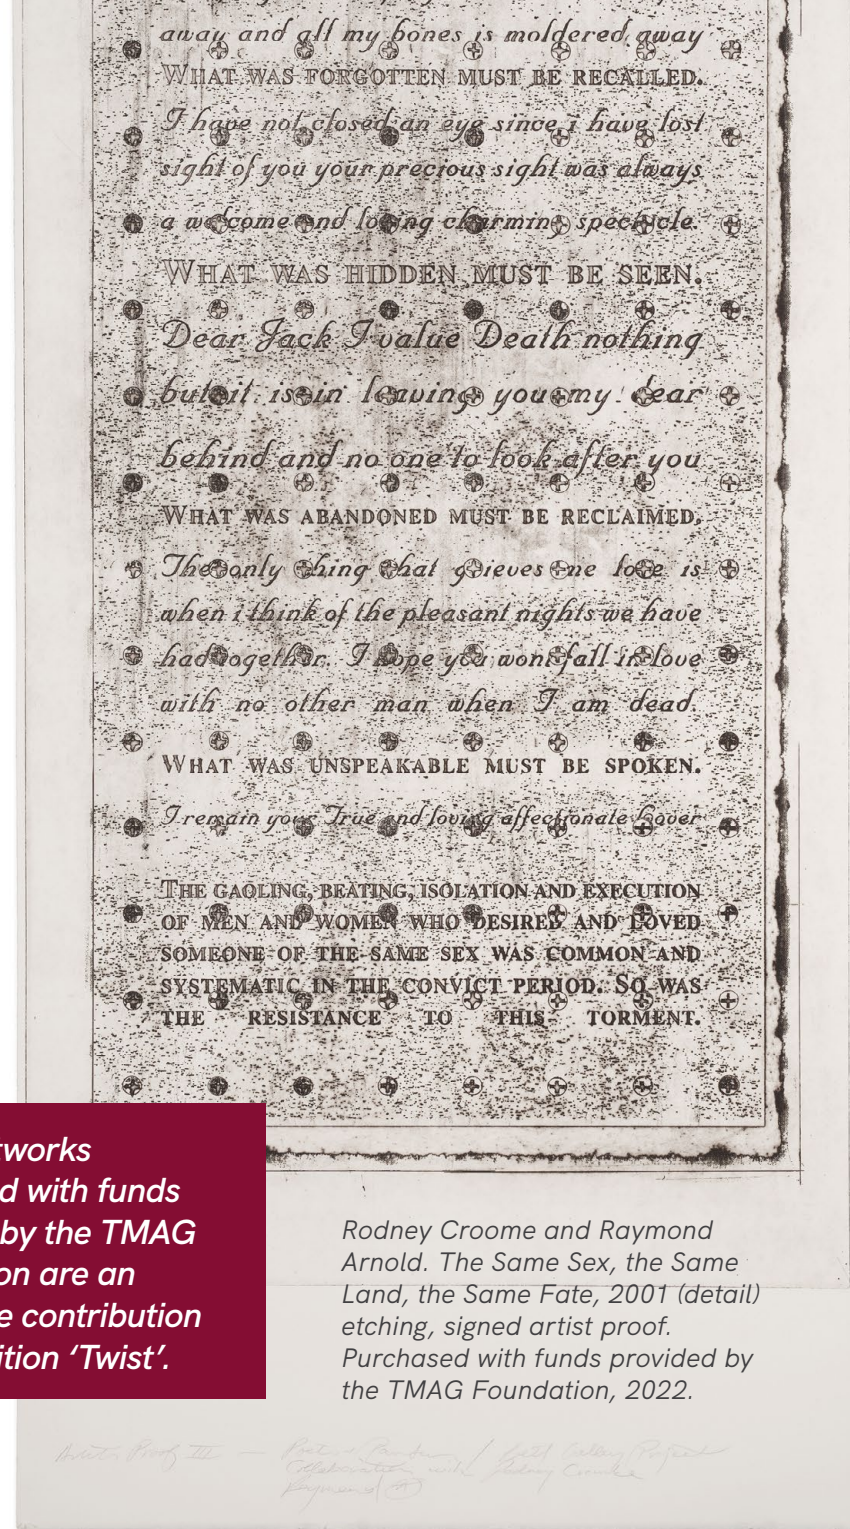 away and all my bones is moldered away
WHAT WAS FORGOTTEN MUST BE RECALLED.
I have not closed an eye since i have lost
sight of you your precious sight was always
a welcome and loving charming spectacle.
WHAT WAS HIDDEN MUST BE SEEN.
Dear Jack I value Death nothing
but it is in leaving you my dear
behind and no one to look after you
WHAT WAS ABANDONED MUST BE RECLAIMED.
The only thing that grieves me love is
when i think of the pleasant nights we have
had together. I hope you wont fall in love
with no other man when I am dead.
WHAT WAS UNSPEAKABLE MUST BE SPOKEN.
I remain your True and loving affectionate Lover
THE GAOLING, BEATING, ISOLATION AND EXECUTION
OF MEN AND WOMEN WHO DESIRED AND LOVED
SOMEONE OF THE SAME SEX WAS COMMON AND
SYSTEMATIC IN THE CONVICT PERIOD. SO WAS
THE RESISTANCE TO THIS TORMENT.
tworks
d with funds
by the TMAG
on are an
e contribution
ition ‘Twist’.
Rodney Croome and Raymond
Arnold. The Same Sex, the Same
Land, the Same Fate, 2001 (detail)
etching, signed artist proof.
Purchased with funds provided by
the TMAG Foundation, 2022.
Artist's Proof III —
Collaboration with Rodney Croome